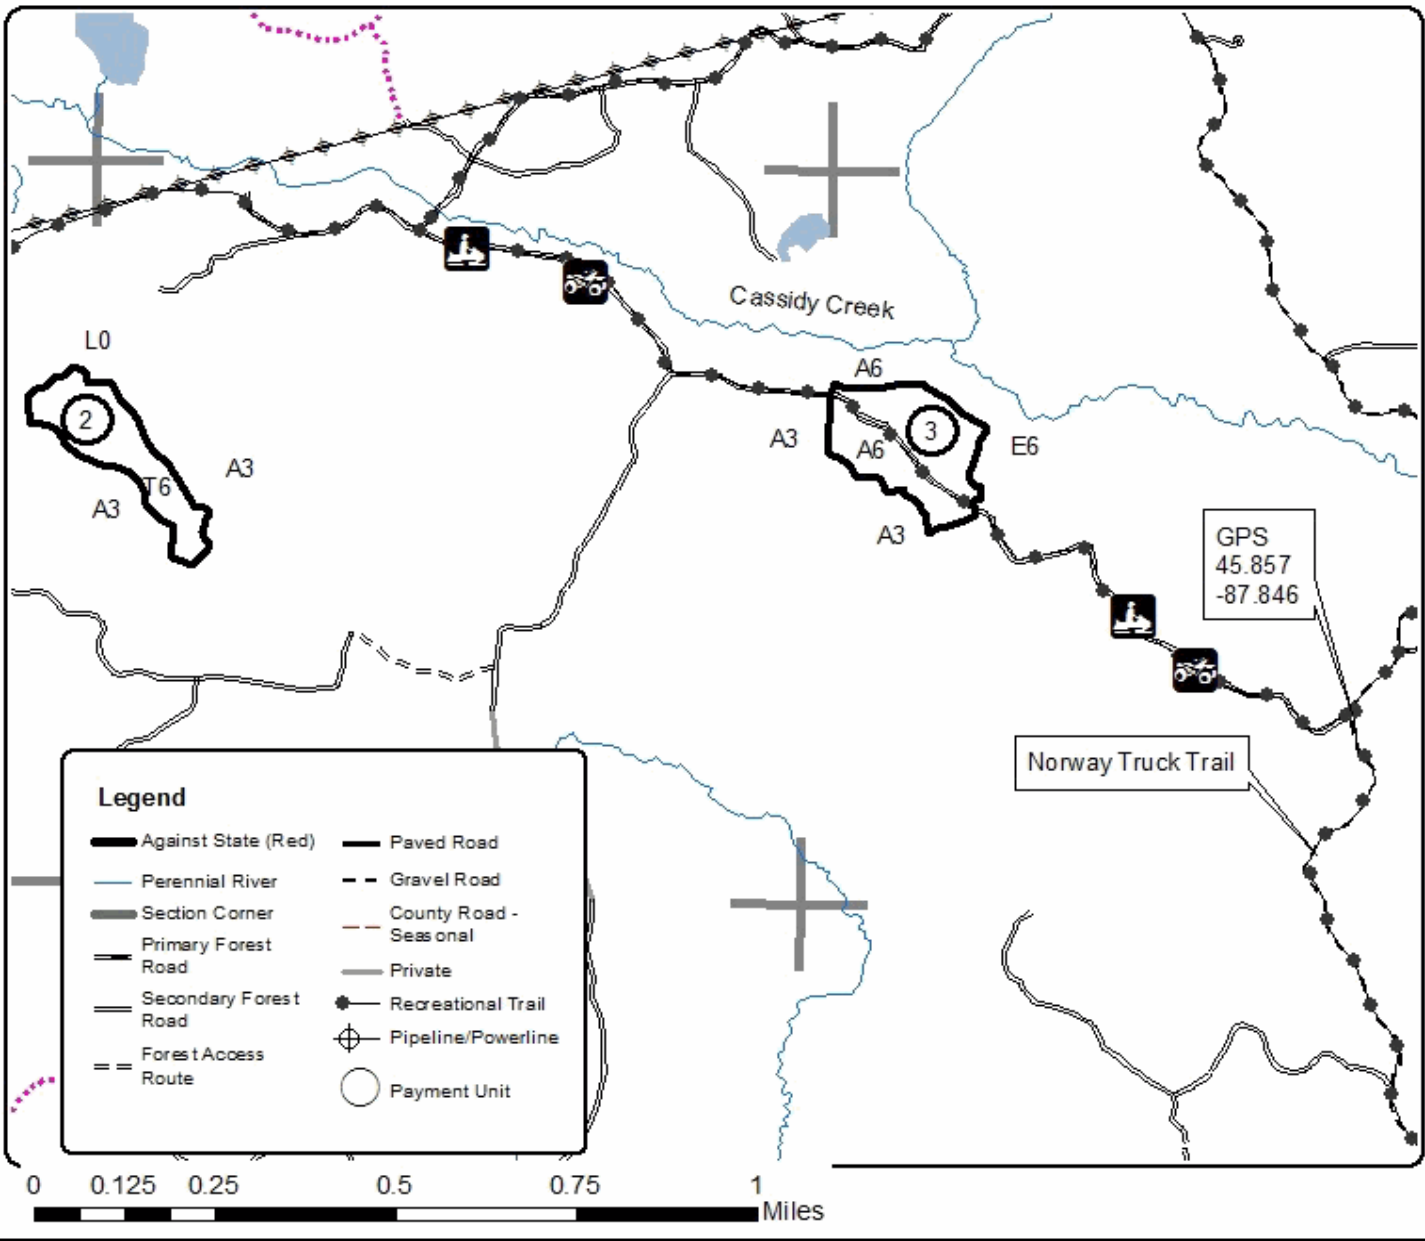 Cassidy Creek
L0
A6
2
3
A3
E6
A6
A3
T6
A3
A3
GPS
45.857
-87.846
Norway Truck Trail
Legend
Against State (Red)
Perennial River
Section Corner
Primary Forest
Road
Secondary Forest
Road
Forest Access
Route
Paved Road
Gravel Road
County Road -
Seasonal
Private
Recreational Trail
Pipeline/Powerline
Payment Unit
0 0.125 0.25 0.5 0.75 1
Miles